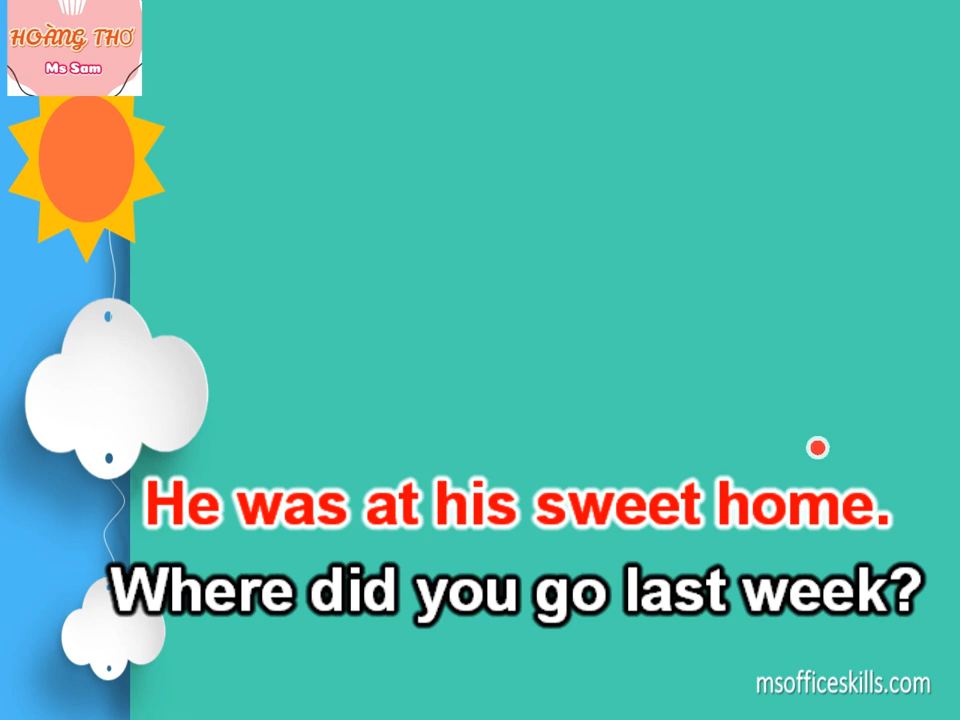 HOÀNG THƠ
Ms Sam
He was at his sweet home.
Where did you go last week?
msofficeskills.com